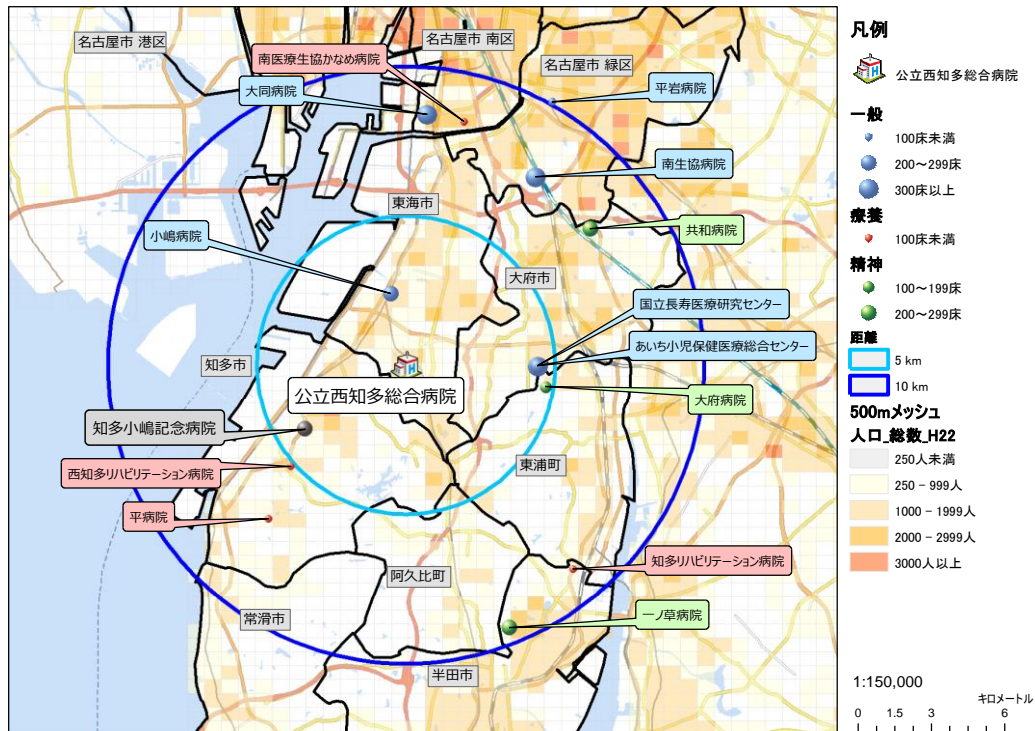 名古屋市 港区
名古屋市 南区
名古屋市 緑区
南医療生協かなめ病院
大同病院
平岩病院
南生協病院
東海市
小嶋病院
共和病院
大府市
国立長寿医療研究センター
あいち小児保健医療総合センター
知多市
公立西知多総合病院
大府病院
知多小嶋記念病院
東浦町
西知多リハビリテーション病院
平病院
知多リハビリテーション病院
阿久比町
一ノ草病院
常滑市
半田市
凡例
公立西知多総合病院
一般
100床未満
200～299床
300床以上
療養
100床未満
精神
100～199床
200～299床
距離
5 km
10 km
500mメッシュ
人口_総数_H22
250人未満
250 - 999人
1000 - 1999人
2000 - 2999人
3000人以上
1:150,000
キロメートル
0 1.5 3 6